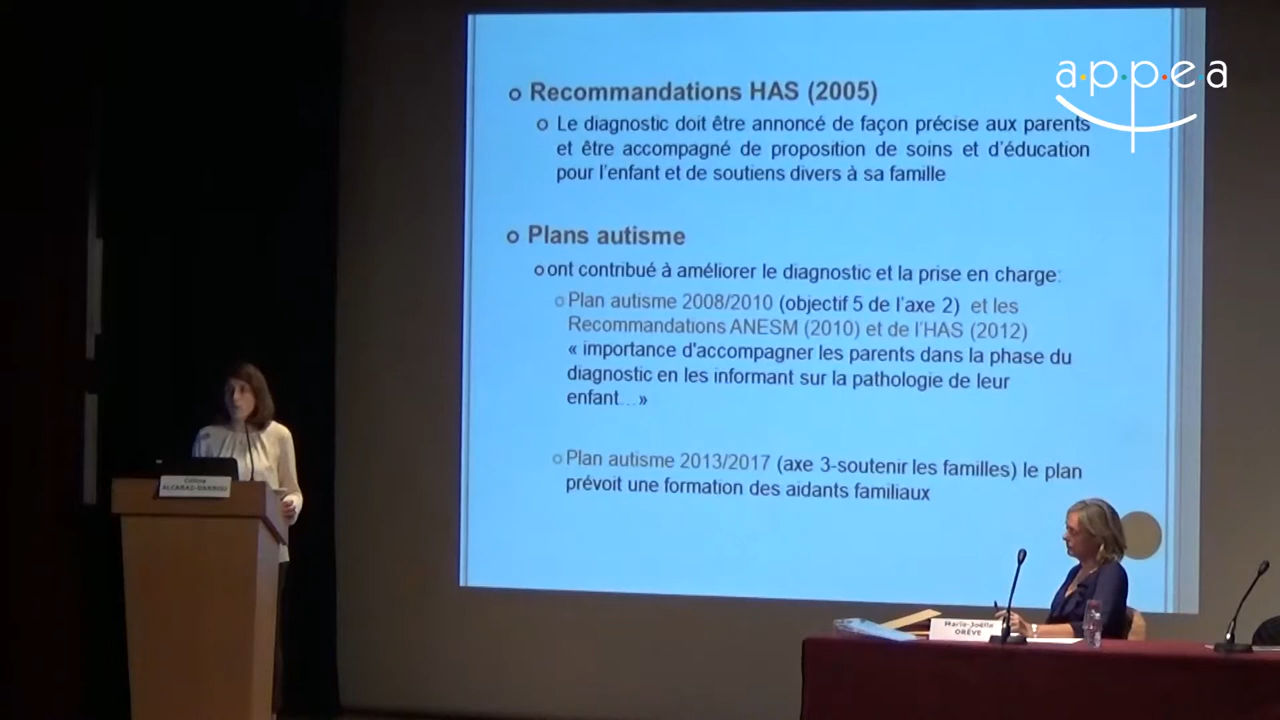 appea
Recommandations HAS (2005)
Le diagnostic doit être annoncé de façon précise aux parents
et être accompagné de proposition de soins et d'éducation
pour l'enfant et de soutiens divers à sa famille
Plans autisme
ont contribué à améliorer le diagnostic et la prise en charge:
Plan autisme 2008/2010 (objectif 5 de l'axe 2) et les
Recommandations ANESM (2010) et de l'HAS (2012)
« importance d'accompagner les parents dans la phase du
diagnostic en les informant sur la pathologie de leur
enfant...»
Plan autisme 2013/2017 (axe 3-soutenir les familles) le plan
prévoit une formation des aidants familiaux
Céline
Marie-Joëlle
ORÈVE